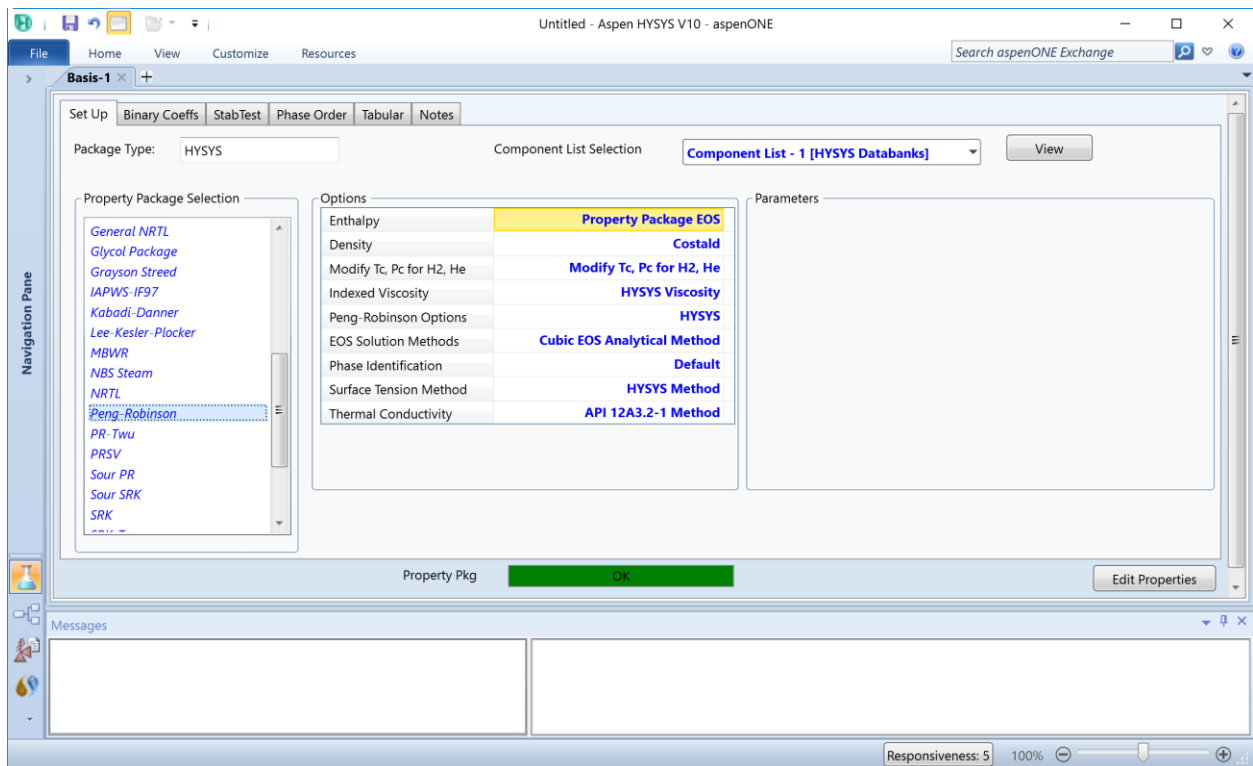 Untitled - Aspen HYSYS V10 - aspenONE
File Home View Customize Resources Search aspenONE Exchange
Basis-1
Set Up Binary Coeffs StabTest Phase Order Tabular Notes
Package Type: HYSYS Component List Selection Component List - 1 [HYSYS Databanks] View
Property Package Selection
General NRTL
Glycol Package
Grayson Streed
IAPWS-IF97
Kabadi-Danner
Lee-Kesler-Plocker
MBWR
NBS Steam
NRTL
Peng-Robinson
PR-Twu
PRSV
Sour PR
Sour SRK
SRK
Options
Enthalpy Property Package EOS
Density Costald
Modify Tc, Pc for H2, He Modify Tc, Pc for H2, He
Indexed Viscosity HYSYS Viscosity
Peng-Robinson Options HYSYS
EOS Solution Methods Cubic EOS Analytical Method
Phase Identification Default
Surface Tension Method HYSYS Method
Thermal Conductivity API 12A3.2-1 Method
Parameters
Property Pkg OK Edit Properties
Navigation Pane
Messages
Responsiveness: 5 100%